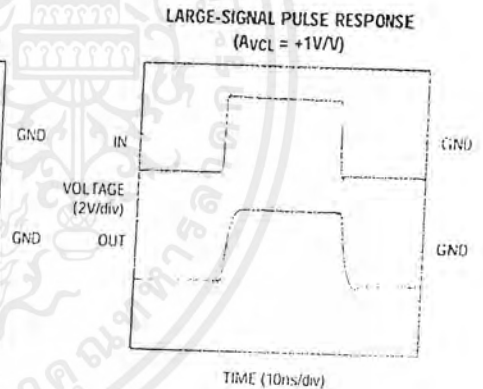 LARGE-SIGNAL PULSE RESPONSE
(AVCL = +1V/V)
GND
IN
GND
VOLTAGE
(2V/div)
GND
OUT
GND
TIME (10ns/div)